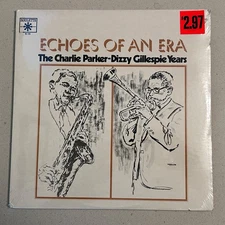 ECHOES OF AN ERA
$2.97
The Charlie Parker-Dizzy Gillespie Years